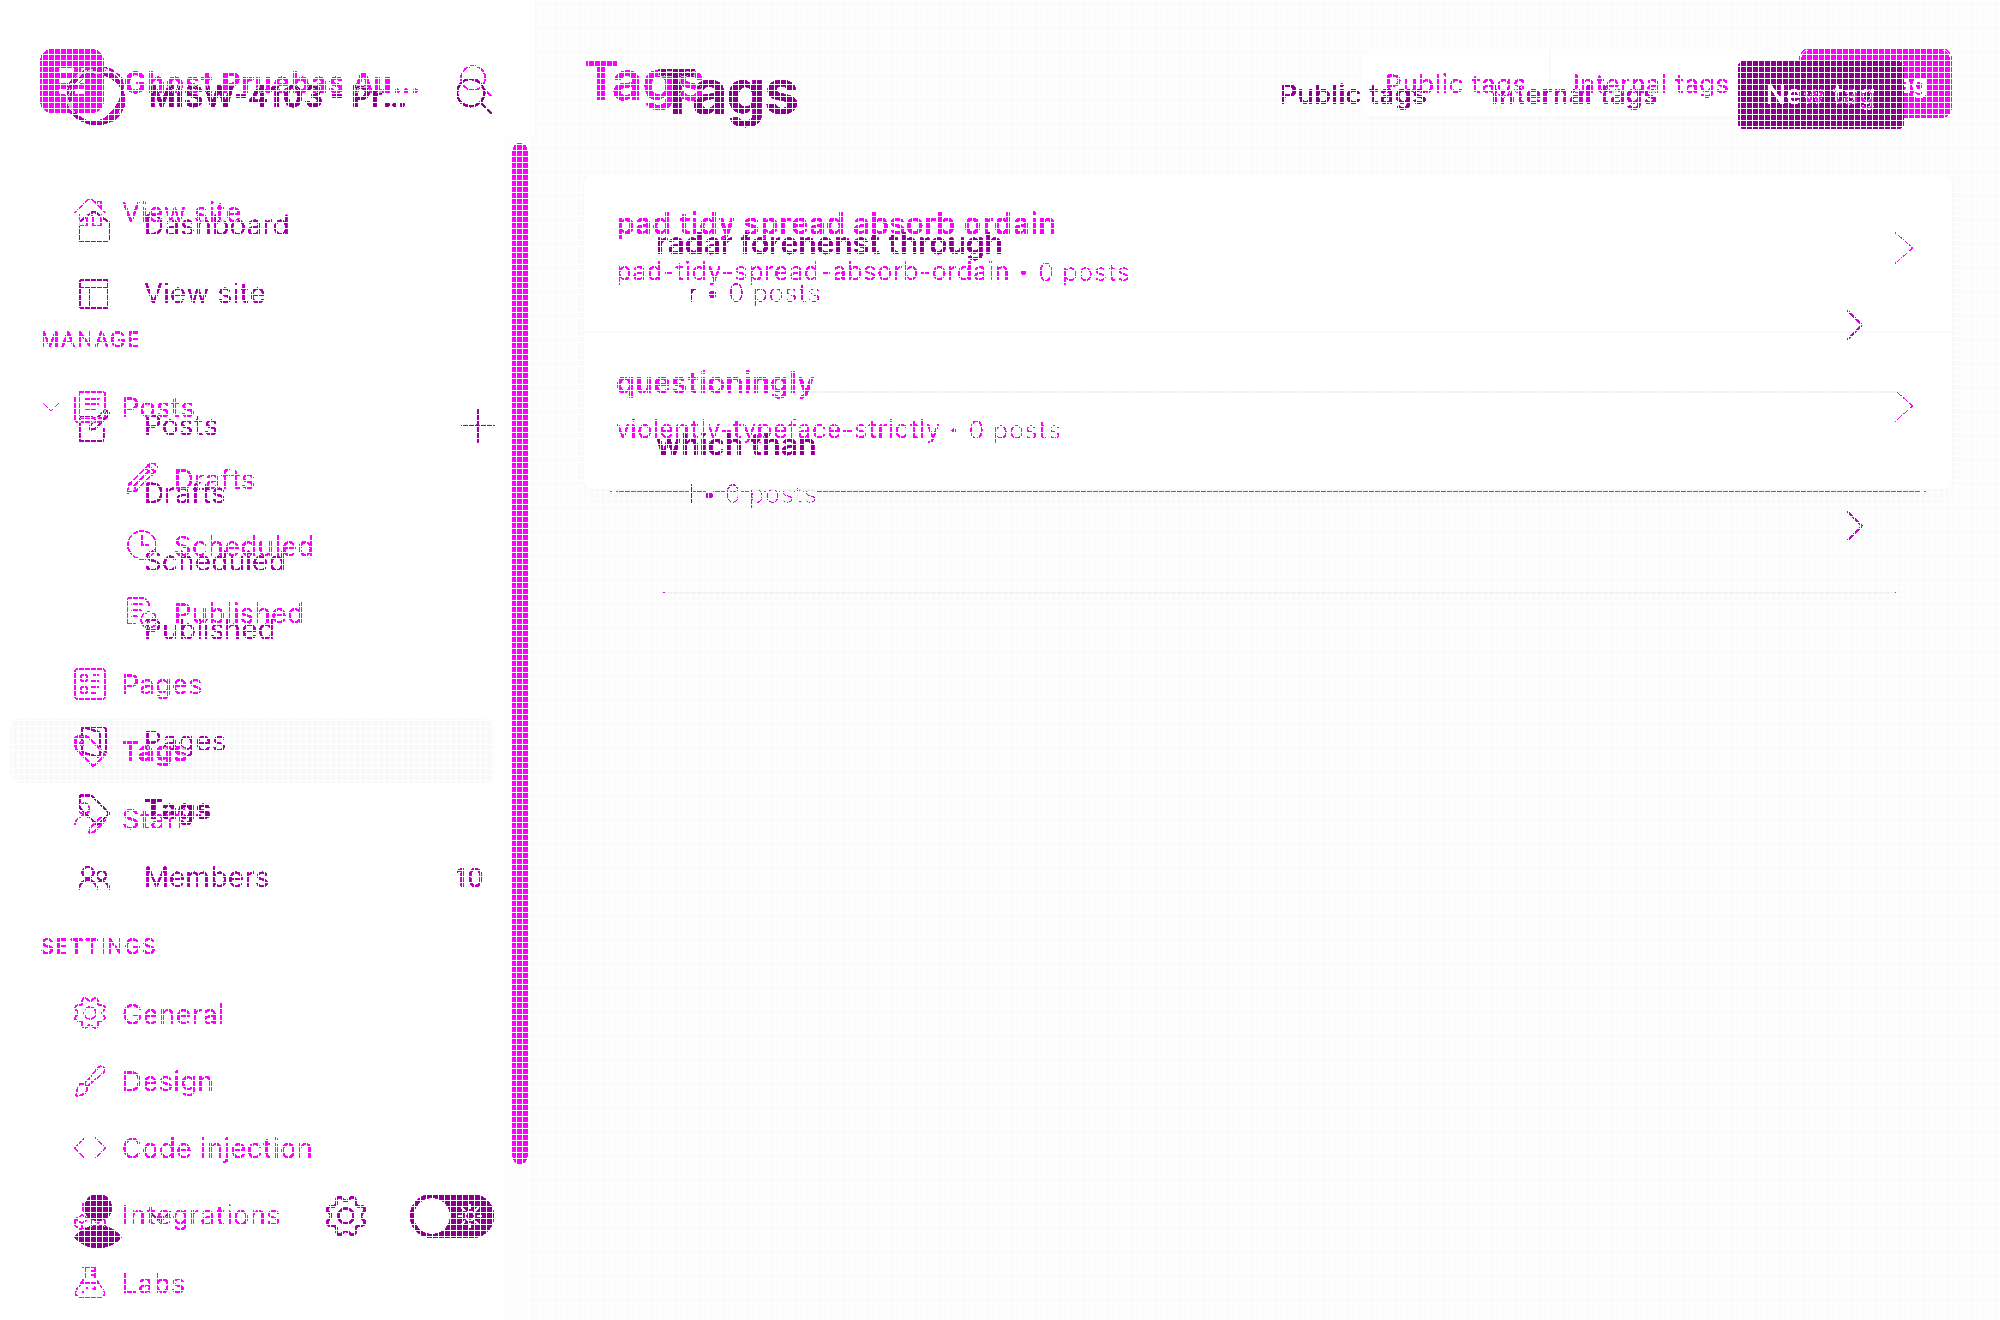 Ghost Pruebas Au...
MSW-4103 - Pr...
Tags
Tags
Public tags
Internal tags
Public tags
Internal tags
New tag
View site
Dashboard
View site
MANAGE
Posts
Posts
Drafts
Drafts
Scheduled
Scheduled
Published
Published
Pages
Pages
Tags
Tags
Staff
Members 10
SETTINGS
General
Design
Code injection
Integrations
Labs
pad tidy spread absorb ordain
radar forenenst through
pad-tidy-spread-absorb-ordain • 0 posts
r • 0 posts
questioningly
violently-typeface-strictly • 0 posts
which than
l • 0 posts